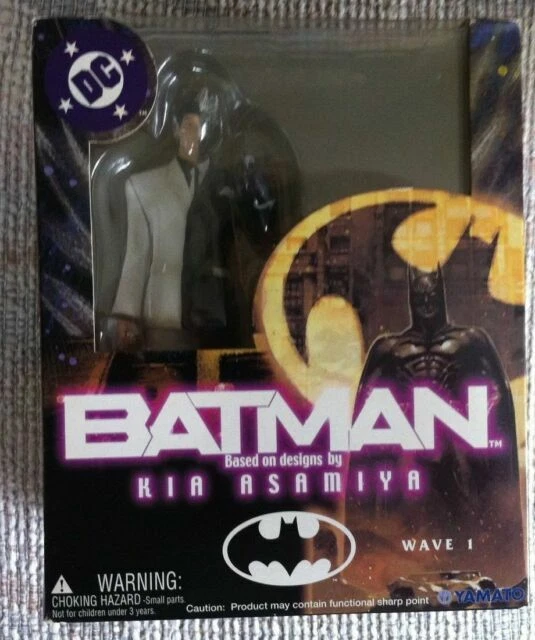 DC
BATMAN™
Based on designs by
KIA ASAMIYA
WAVE 1
WARNING:
CHOKING HAZARD -Small parts.
Not for children under 3 years.
Caution: Product may contain functional sharp point
YAMATO